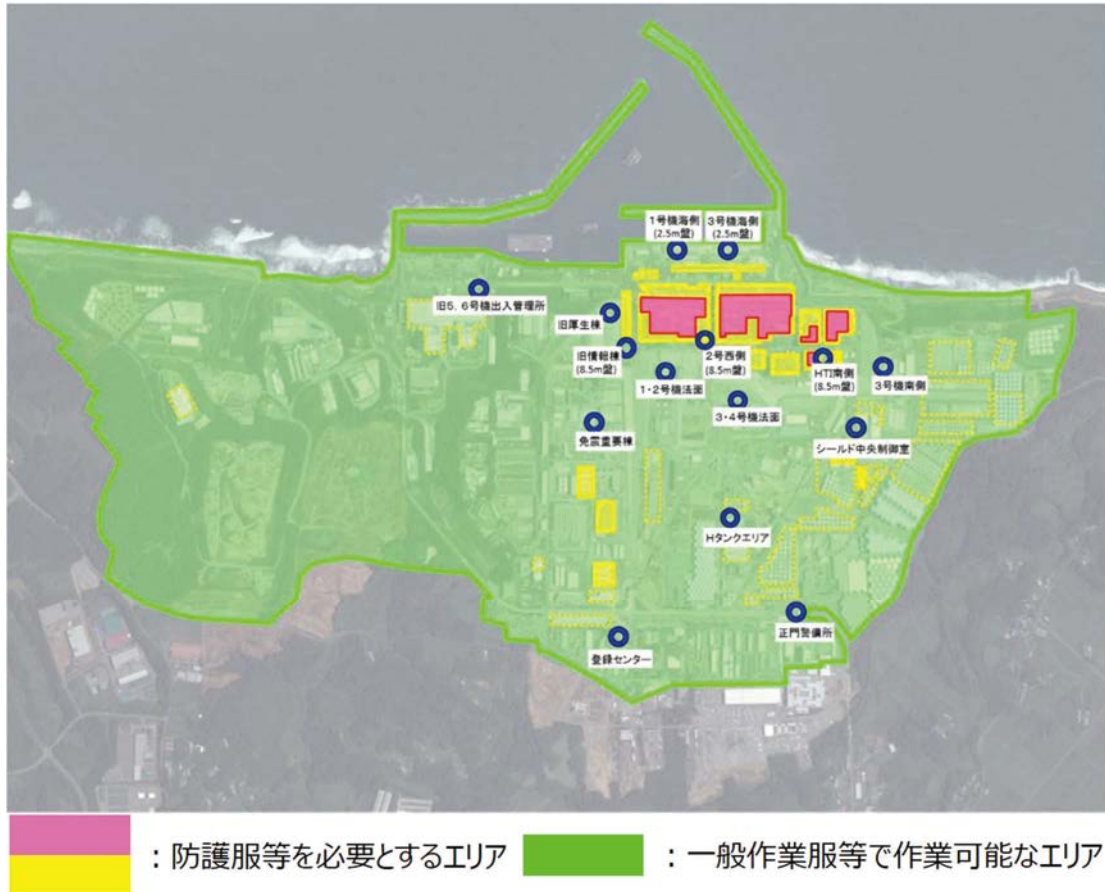 1号機海側
(2.5m盤)
3号機海側
(2.5m盤)
旧5．6号機出入管理所
旧厚生棟
旧情報棟
(8.5m盤)
2号西側
(8.5m盤)
HTI南側
(8.5m盤)
1・2号機法面
3号機南側
3・4号機法面
免震重要棟
シールド中央制御室
Hタンクエリア
正門警備所
登録センター
：防護服等を必要とするエリア
：一般作業服等で作業可能なエリア